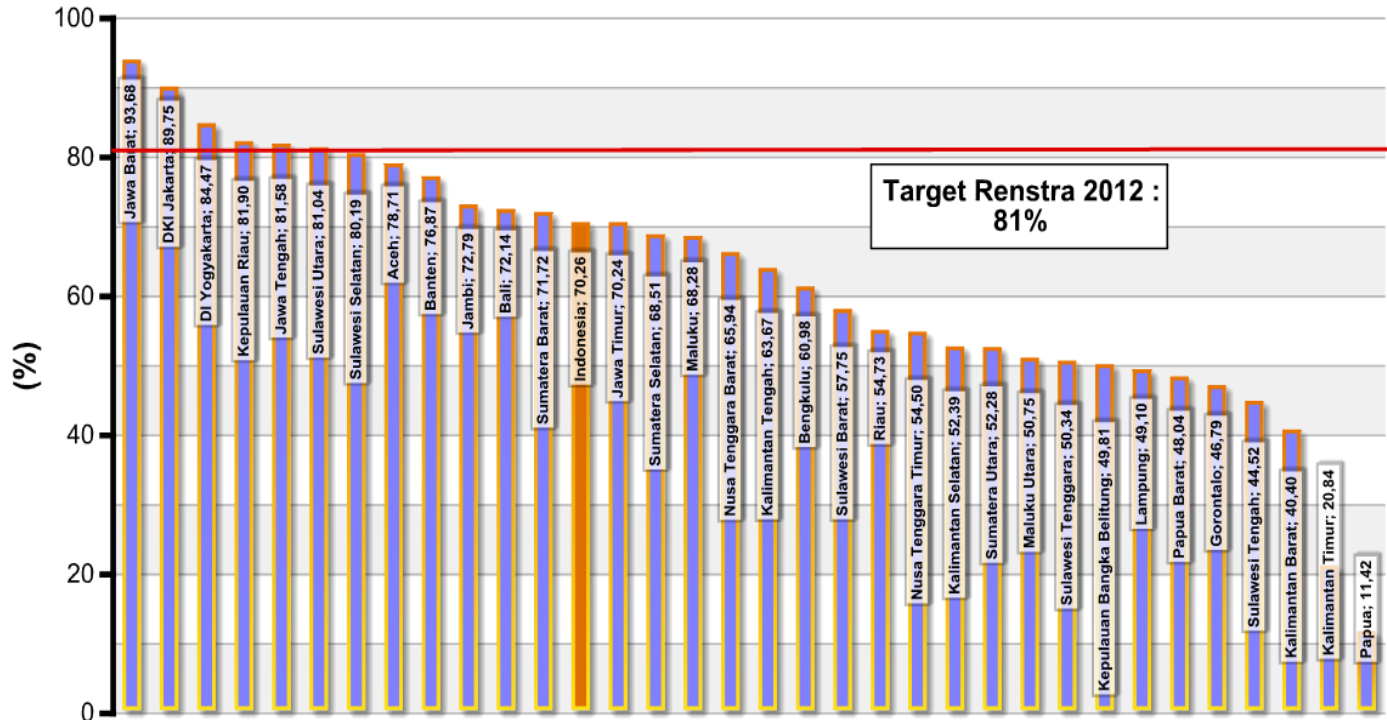 100
80
60
40
20
0
(%)
Target Renstra 2012 :
81%
Jawa Barat; 93,68
DKI Jakarta; 89,75
DI Yogyakarta; 84,47
Kepulauan Riau; 81,90
Jawa Tengah; 81,58
Sulawesi Utara; 81,04
Sulawesi Selatan; 80,19
Aceh; 78,71
Banten; 76,87
Jambi; 72,79
Bali; 72,14
Sumatera Barat; 71,72
Indonesia; 70,26
Jawa Timur; 70,24
Sumatera Selatan; 68,51
Maluku; 68,28
Nusa Tenggara Barat; 65,94
Kalimantan Tengah; 63,67
Bengkulu; 60,98
Sulawesi Barat; 57,75
Riau; 54,73
Nusa Tenggara Timur; 54,50
Kalimantan Selatan; 52,39
Sumatera Utara; 52,28
Maluku Utara; 50,75
Sulawesi Tenggara; 50,34
Kepulauan Bangka Belitung; 49,81
Lampung; 49,10
Papua Barat; 48,04
Gorontalo; 46,79
Sulawesi Tengah; 44,52
Kalimantan Barat; 40,40
Kalimantan Timur; 20,84
Papua; 11,42